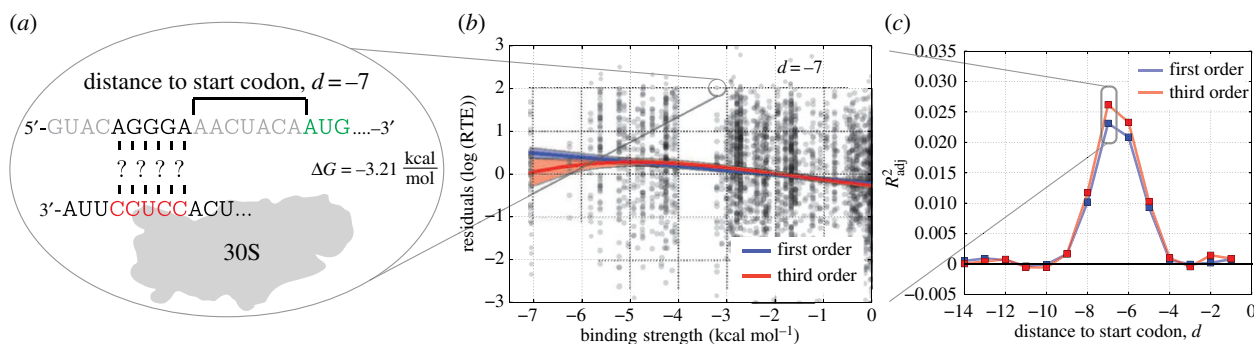 (a)
distance to start codon, d = –7
5′-GUACAGGGAAACUACAAUG....–3′
? ? ? ?
ΔG = –3.21 kcal/mol
3′-AUUCCUCCACU...
30S
(b)
residuals (log (RTE))
3
2
1
0
–1
–2
–3
d = –7
first order
third order
–7 –6 –5 –4 –3 –2 –1 0
binding strength (kcal mol⁻¹)
(c)
R²adj
0.035
0.030
0.025
0.020
0.015
0.010
0.005
0
–0.005
first order
third order
–14 –12 –10 –8 –6 –4 –2 0
distance to start codon, d